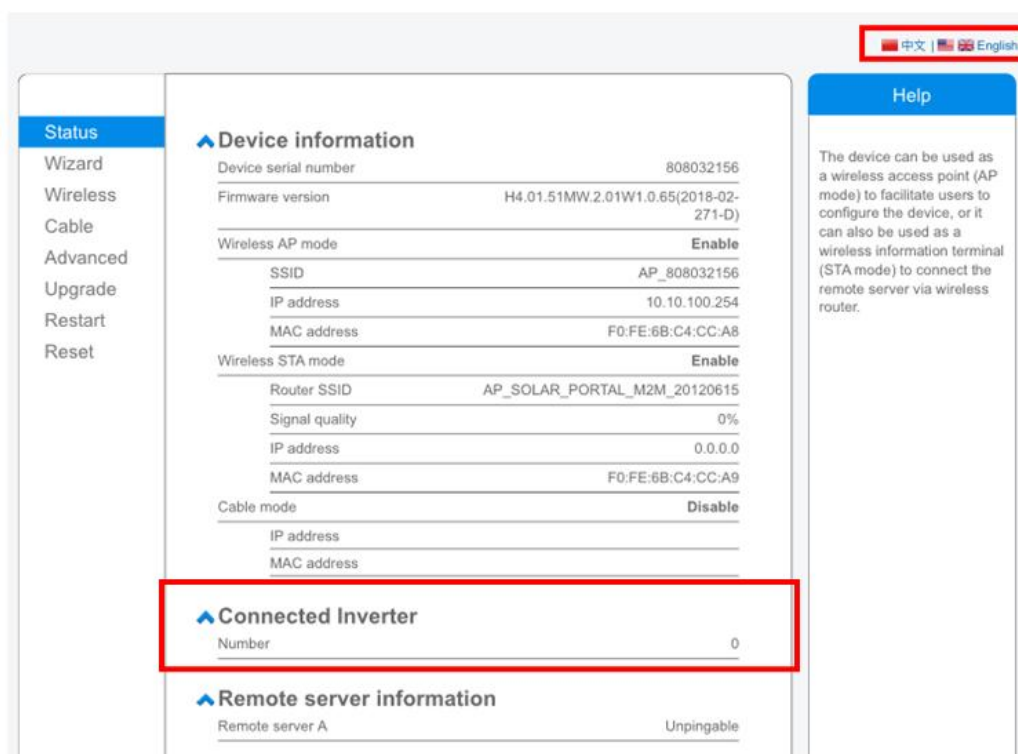 中文 | English
Help
Status
Wizard
Wireless
Cable
Advanced
Upgrade
Restart
Reset
Device information
Device serial number 808032156
Firmware version H4.01.51MW.2.01W1.0.65(2018-02-
271-D)
Wireless AP mode Enable
SSID AP_808032156
IP address 10.10.100.254
MAC address F0:FE:6B:C4:CC:A8
Wireless STA mode Enable
Router SSID AP_SOLAR_PORTAL_M2M_20120615
Signal quality 0%
IP address 0.0.0.0
MAC address F0:FE:6B:C4:CC:A9
Cable mode Disable
IP address
MAC address
Connected Inverter
Number 0
Remote server information
Remote server A Unpingable
The device can be used as
a wireless access point (AP
mode) to facilitate users to
configure the device, or it
can also be used as a
wireless information terminal
(STA mode) to connect the
remote server via wireless
router.